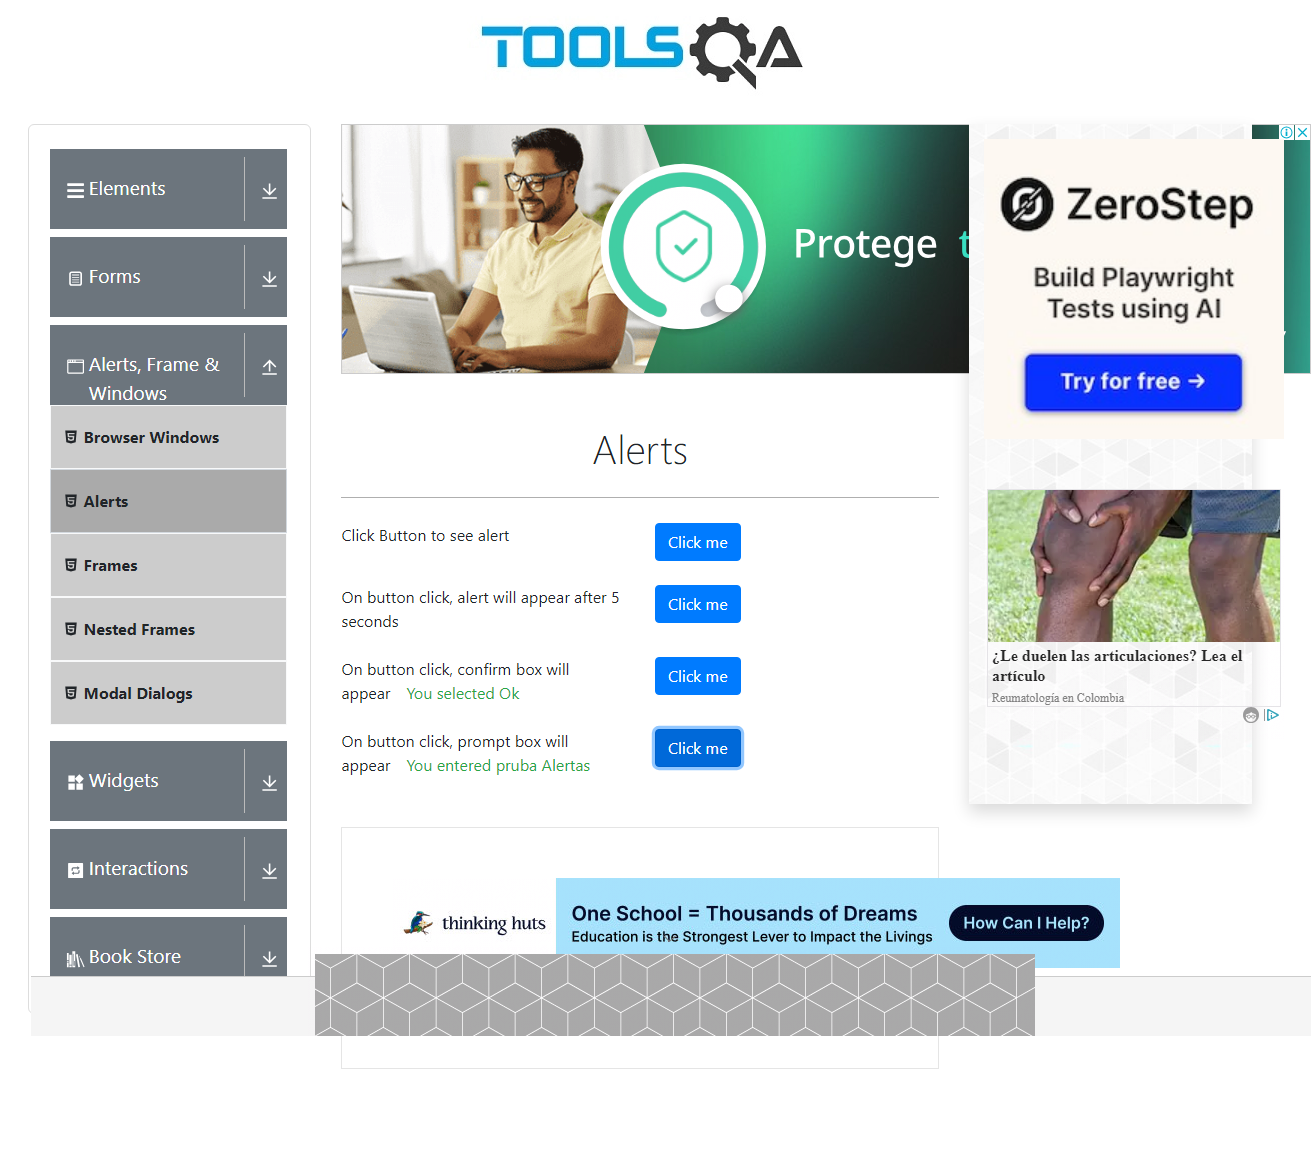 TOOLSQA
Elements
Forms
Alerts, Frame &
Windows
Browser Windows
Alerts
Frames
Nested Frames
Modal Dialogs
Widgets
Interactions
Book Store
Protege t
ZeroStep
Build Playwright
Tests using AI
Try for free →
Alerts
Click Button to see alert
Click me
On button click, alert will appear after 5
seconds
Click me
On button click, confirm box will
appear You selected Ok
Click me
On button click, prompt box will
appear You entered pruba Alertas
Click me
¿Le duelen las articulaciones? Lea el
artículo
Reumatología en Colombia
thinking huts
One School = Thousands of Dreams
Education is the Strongest Lever to Impact the Livings
How Can I Help?